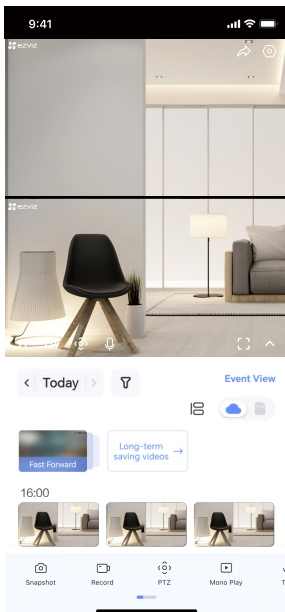 9:41
ezviz
ezviz
Today
Event View
Fast Forward
Long-term
saving videos
16:00
Snapshot
Record
PTZ
Mono Play